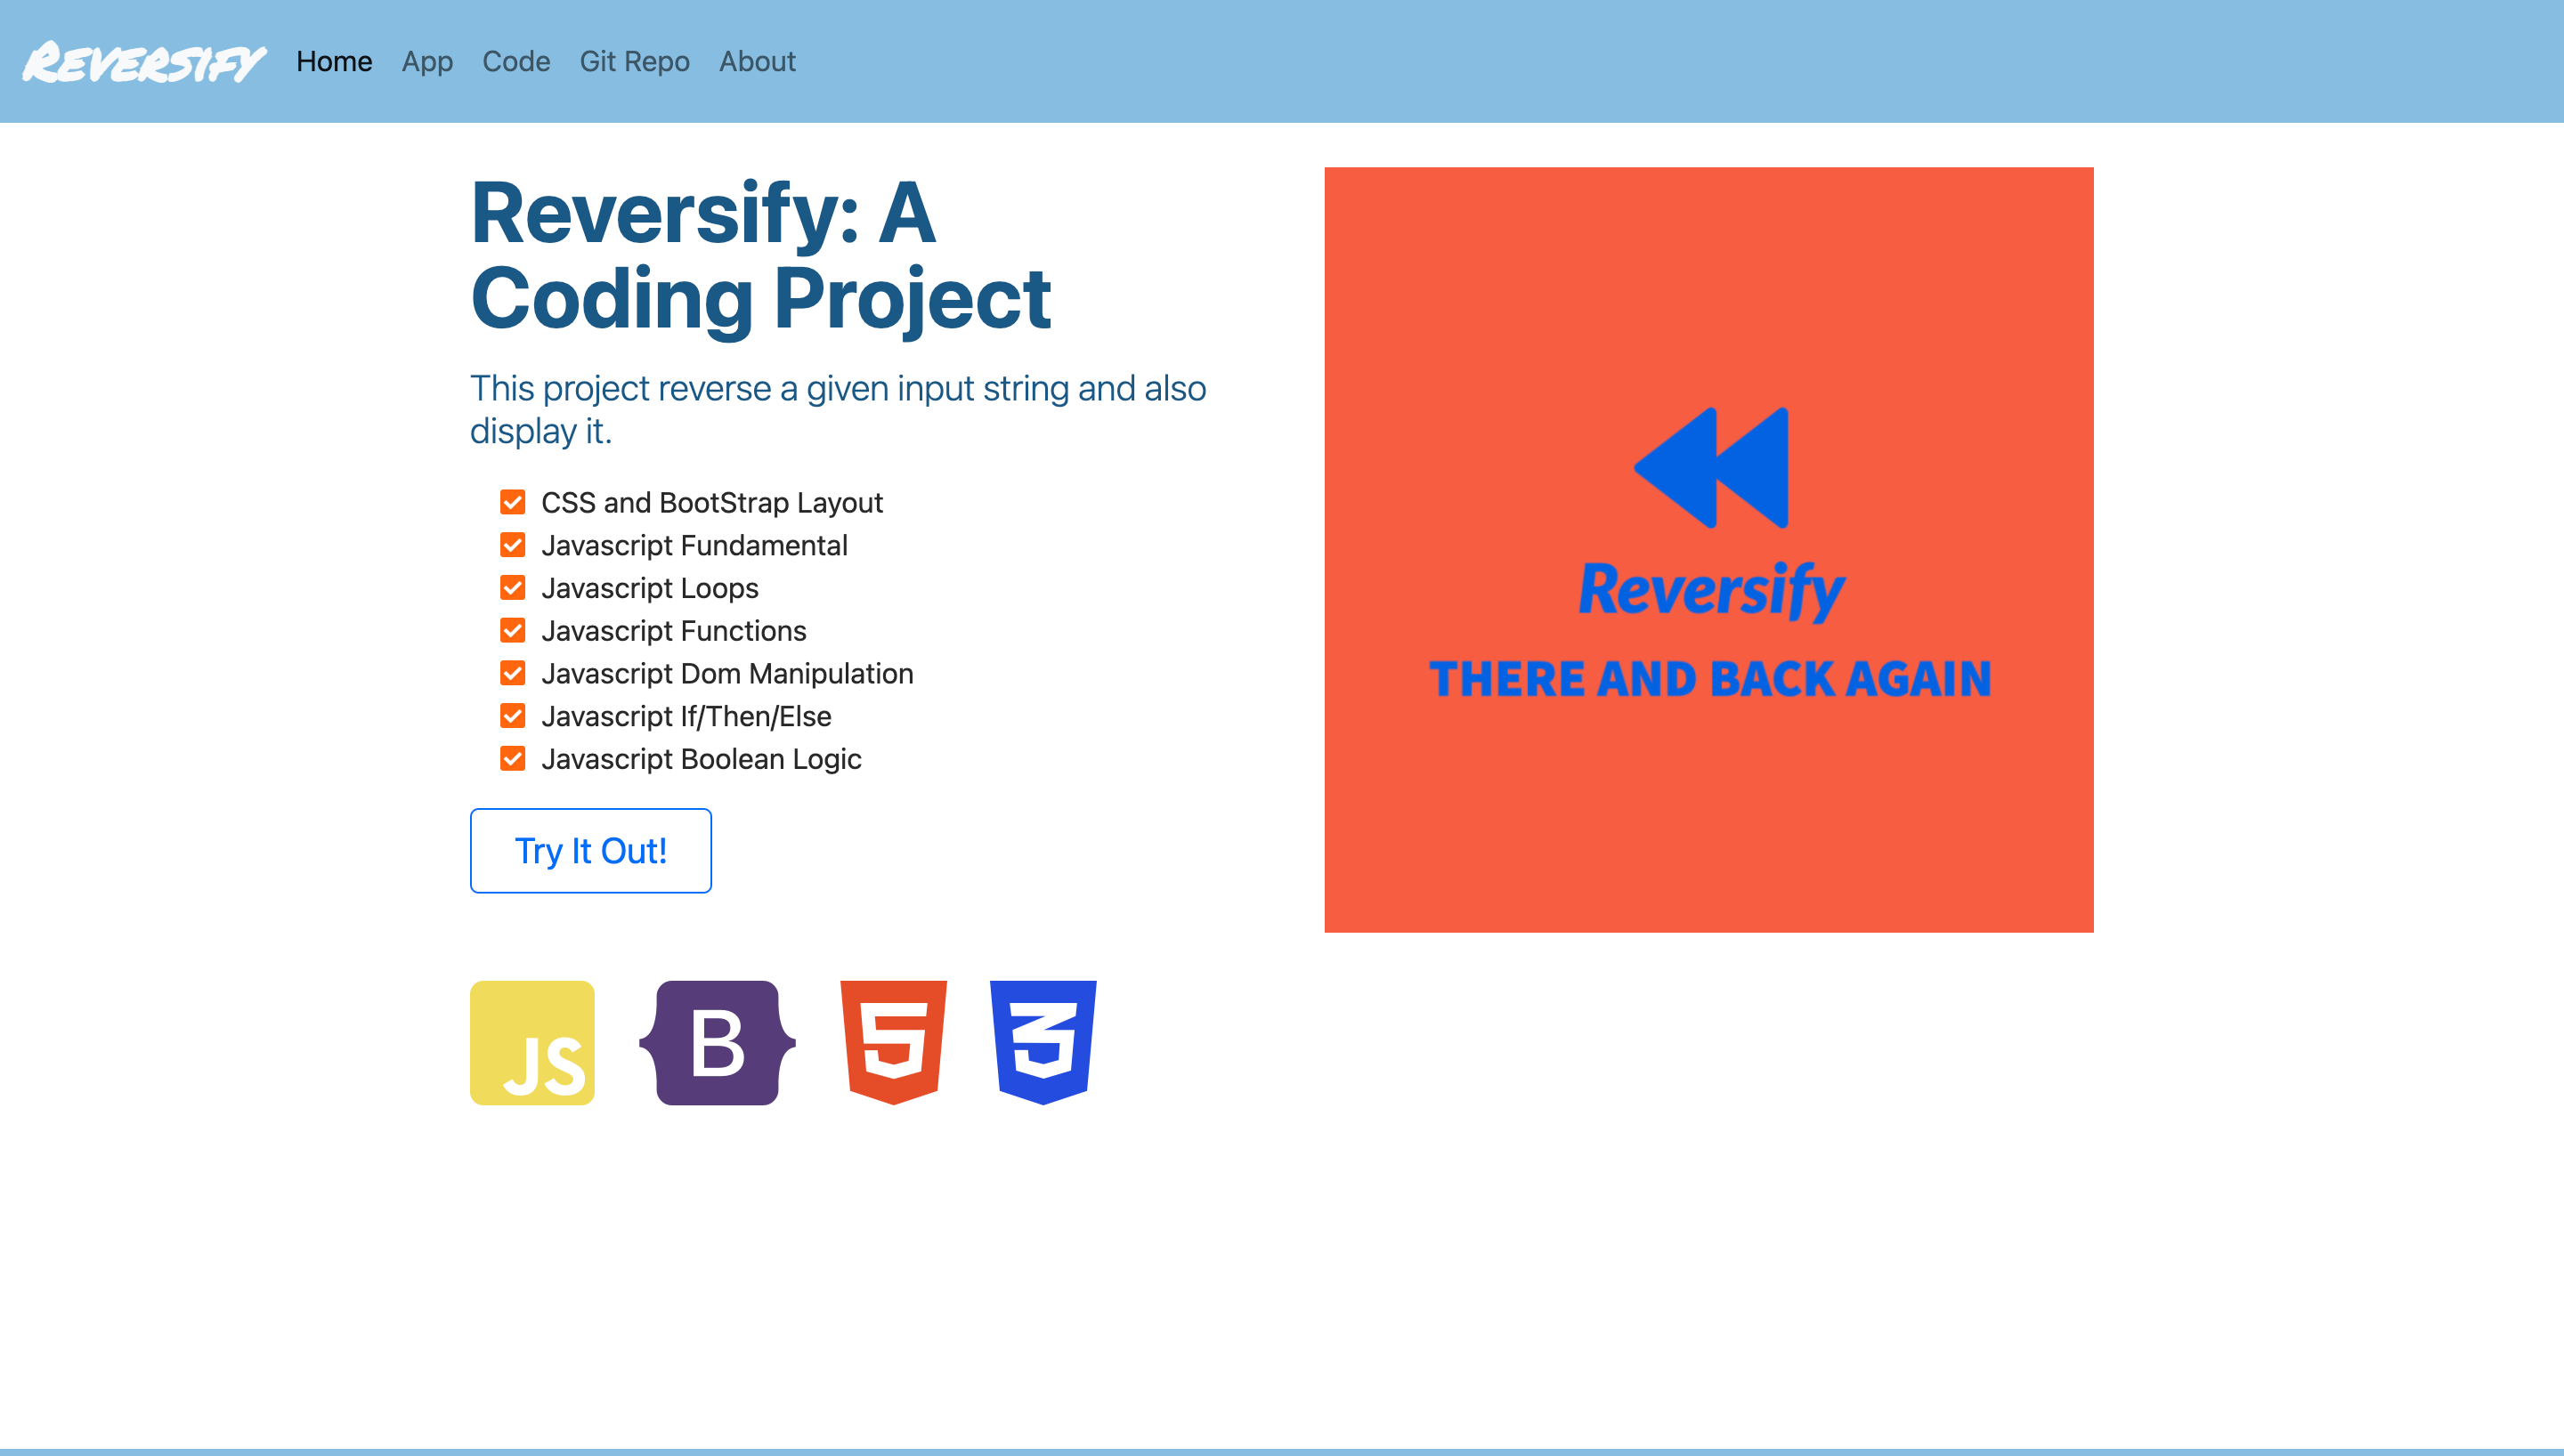 Reversify
Home App Code Git Repo About
Reversify: A
Coding Project
This project reverse a given input string and also
display it.
CSS and BootStrap Layout
Javascript Fundamental
Javascript Loops
Javascript Functions
Javascript Dom Manipulation
Javascript If/Then/Else
Javascript Boolean Logic
Try It Out!
Reversify
THERE AND BACK AGAIN
JS
B
5
3